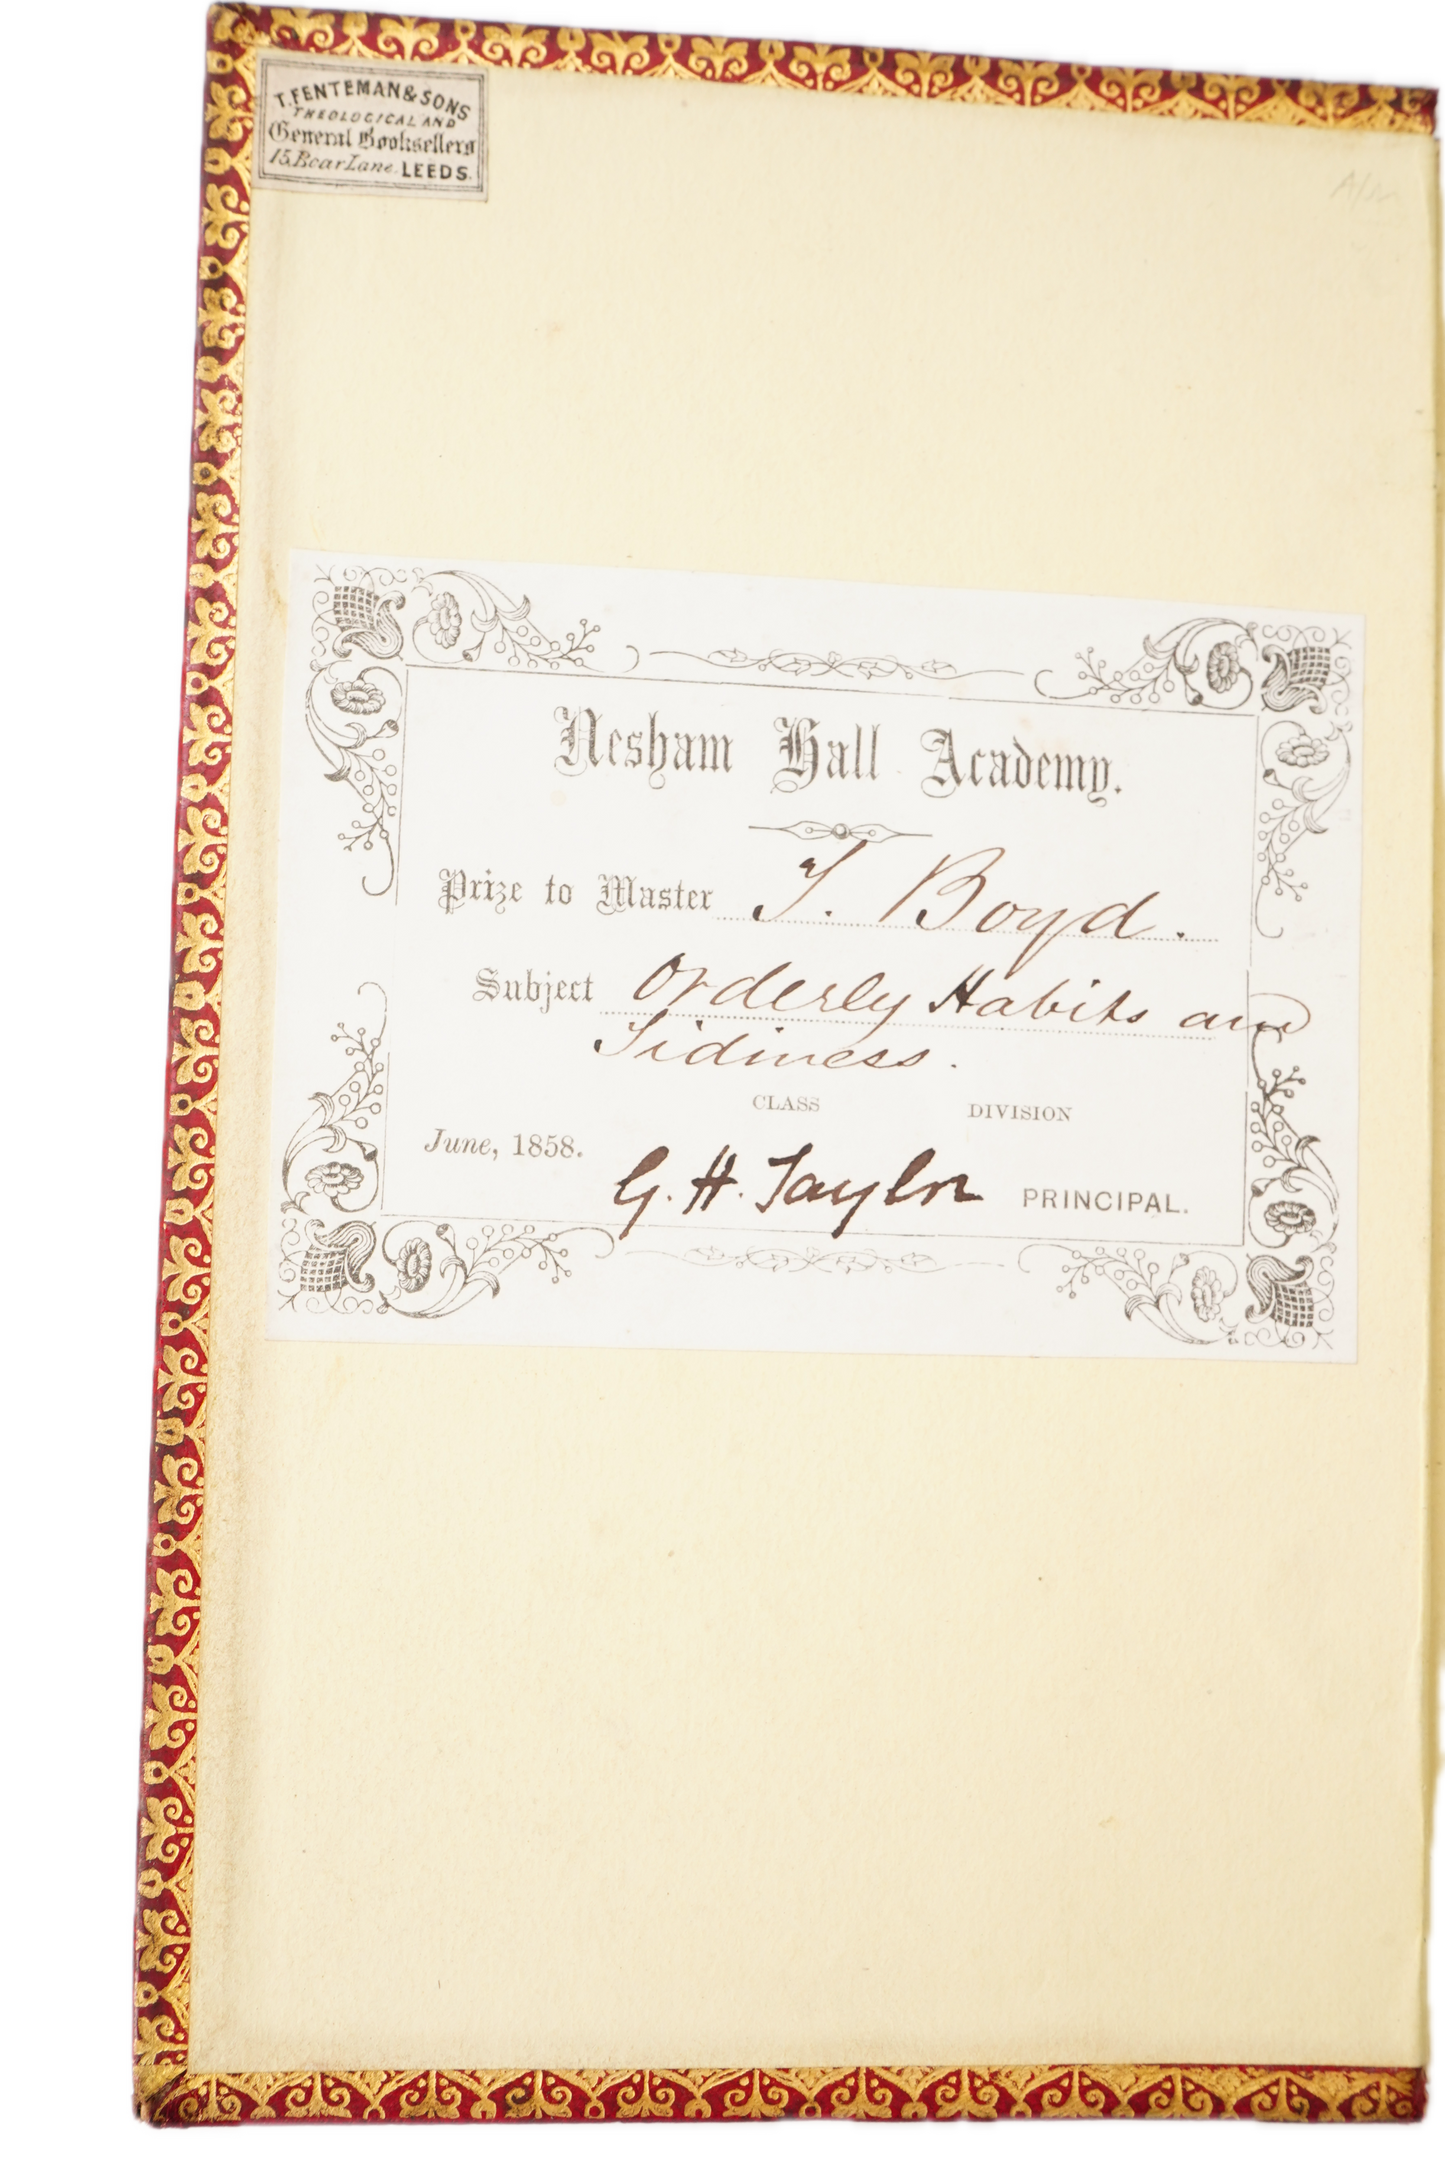 T. FENTEMAN & SONS
THEOLOGICAL AND
General Booksellers
15, Boar Lane, LEEDS.
Nesham Hall Academy.
Prize to Master T. Boyd.
Subject Orderly Habits and
Tidiness.
CLASS DIVISION
June, 1858.
G. H. Taylor PRINCIPAL.